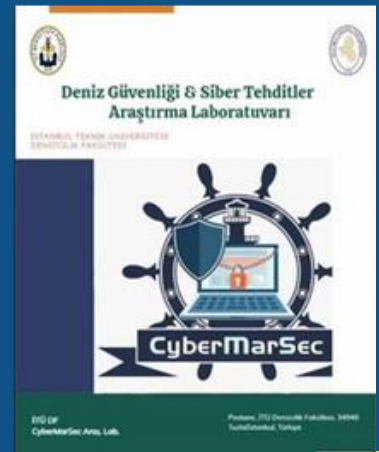 Deniz Güvenliği & Siber Tehditler
Araştırma Laboratuvarı
İSTANBUL TEKNİK ÜNİVERSİTESİ
DENİZCİLİK FAKÜLTESİ
CyberMarSec
İTÜ DF
CyberMarSec Araş. Lab.
Postane, İTÜ Denizcilik Fakültesi, 34940
Tuzla/İstanbul, Türkiye